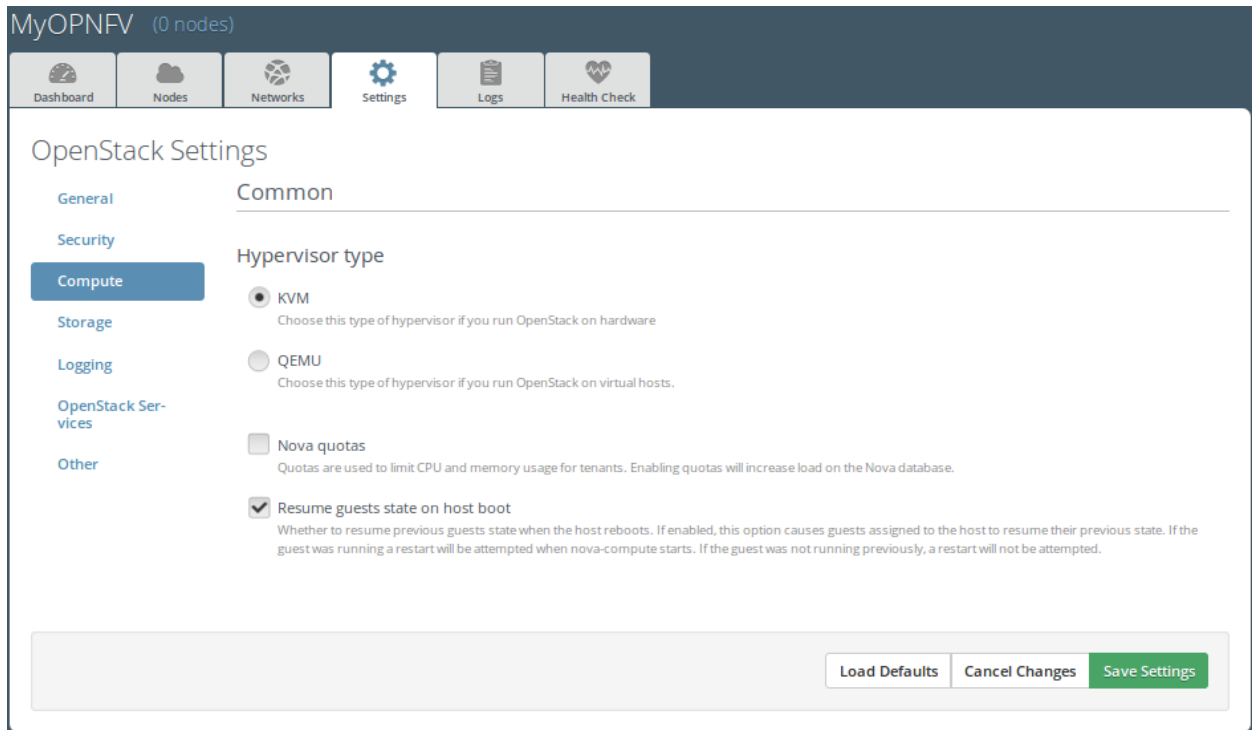 MyOPNFV (0 nodes)
Dashboard Nodes Networks Settings Logs Health Check
OpenStack Settings
General
Security
Compute
Storage
Logging
OpenStack Ser-
vices
Other
Common
Hypervisor type
KVM
Choose this type of hypervisor if you run OpenStack on hardware
QEMU
Choose this type of hypervisor if you run OpenStack on virtual hosts.
Nova quotas
Quotas are used to limit CPU and memory usage for tenants. Enabling quotas will increase load on the Nova database.
Resume guests state on host boot
Whether to resume previous guests state when the host reboots. If enabled, this option causes guests assigned to the host to resume their previous state. If the
guest was running a restart will be attempted when nova-compute starts. If the guest was not running previously, a restart will not be attempted.
Load Defaults Cancel Changes Save Settings